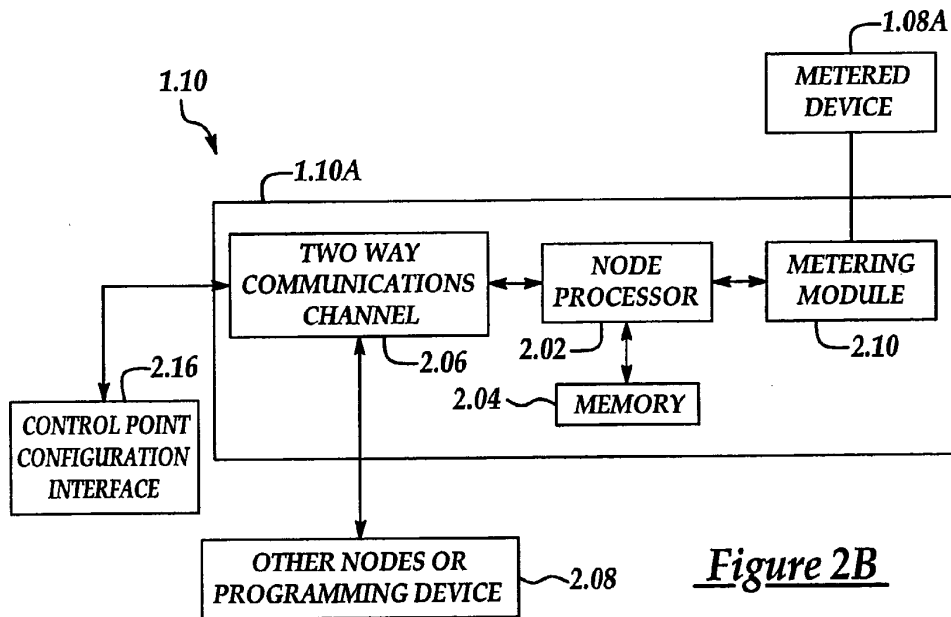 1.08A
METERED
DEVICE
1.10
1.10A
TWO WAY
COMMUNICATIONS
CHANNEL
2.06
NODE
PROCESSOR
2.02
METERING
MODULE
2.10
2.04
MEMORY
2.16
CONTROL POINT
CONFIGURATION
INTERFACE
OTHER NODES OR
PROGRAMMING DEVICE
2.08
Figure 2B